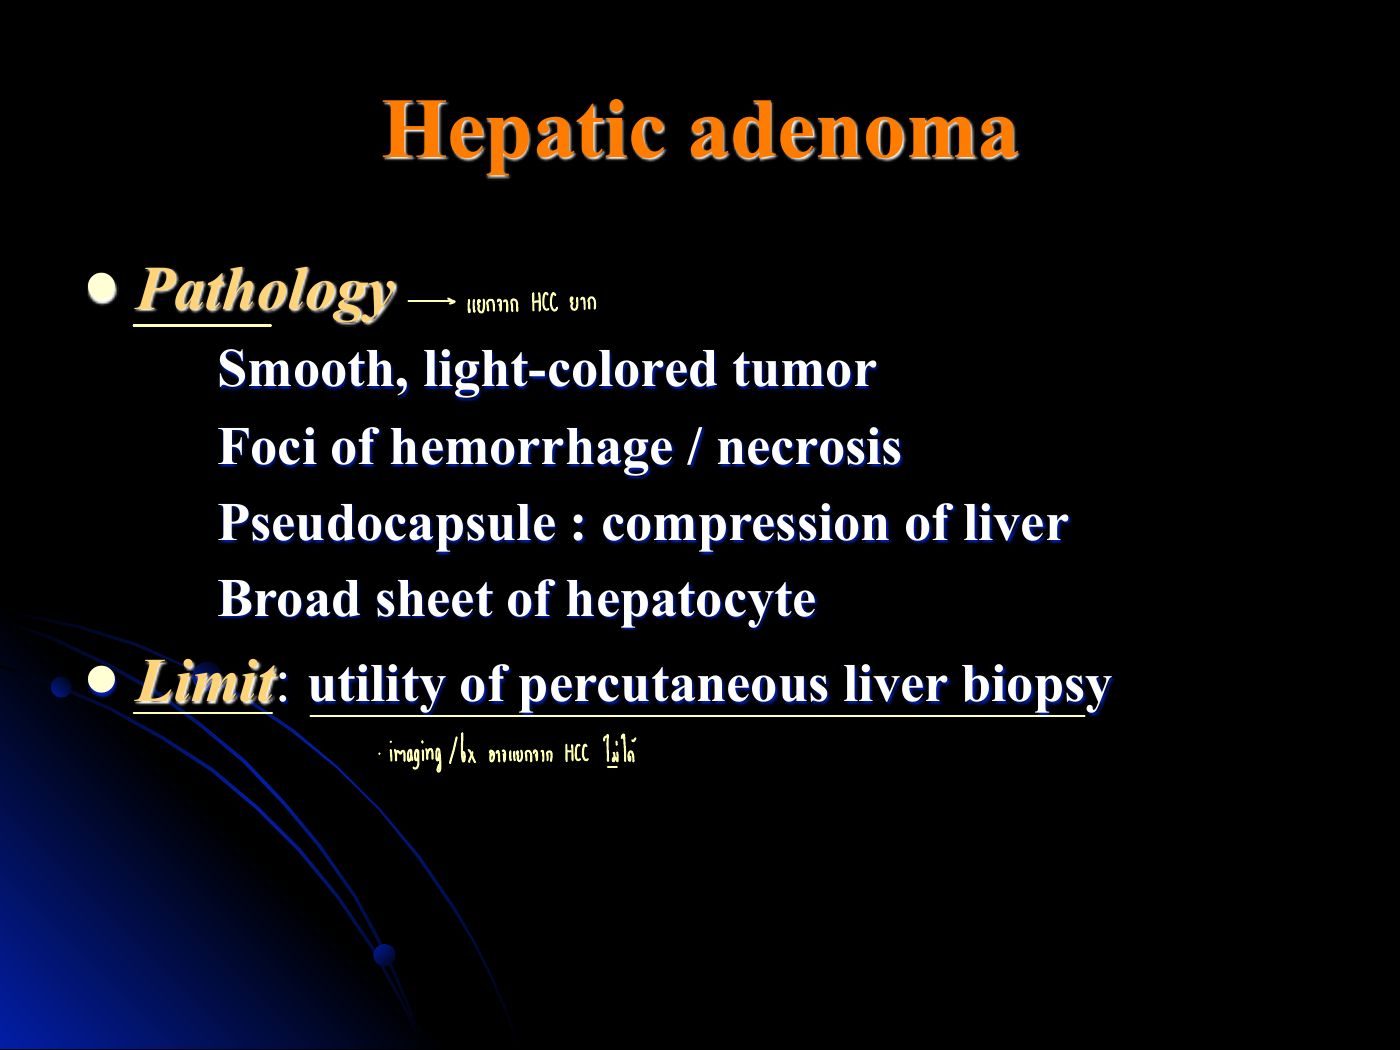 Hepatic adenoma
Pathology → แยกจาก HCC ยาก
Smooth, light-colored tumor
Foci of hemorrhage / necrosis
Pseudocapsule : compression of liver
Broad sheet of hepatocyte
Limit: utility of percutaneous liver biopsy
· imaging /bx อาจแยกจาก HCC ไม่ได้